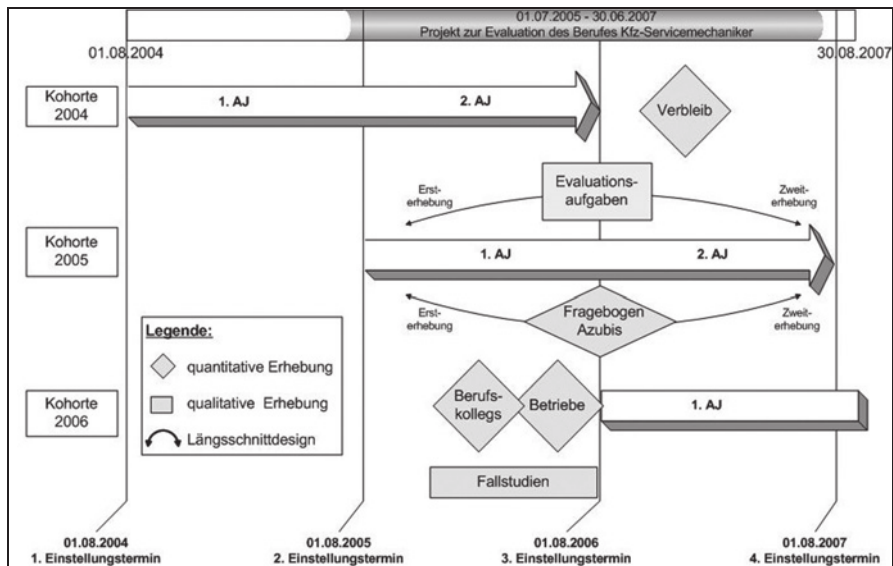 01.07.2005 - 30.06.2007
Projekt zur Evaluation des Berufes Kfz-Servicemechaniker
01.08.2004
30.08.2007
Kohorte
2004
1. AJ
2. AJ
Verbleib
Evaluations-
aufgaben
Erst-
erhebung
Zweit-
erhebung
Kohorte
2005
1. AJ
2. AJ
Erst-
erhebung
Fragebogen
Azubis
Zweit-
erhebung
Legende:
quantitative Erhebung
qualitative Erhebung
Längsschnittdesign
Kohorte
2006
Berufs-
kollegs
Betriebe
1. AJ
Fallstudien
01.08.2004
1. Einstellungstermin
01.08.2005
2. Einstellungstermin
01.08.2006
3. Einstellungstermin
01.08.2007
4. Einstellungstermin